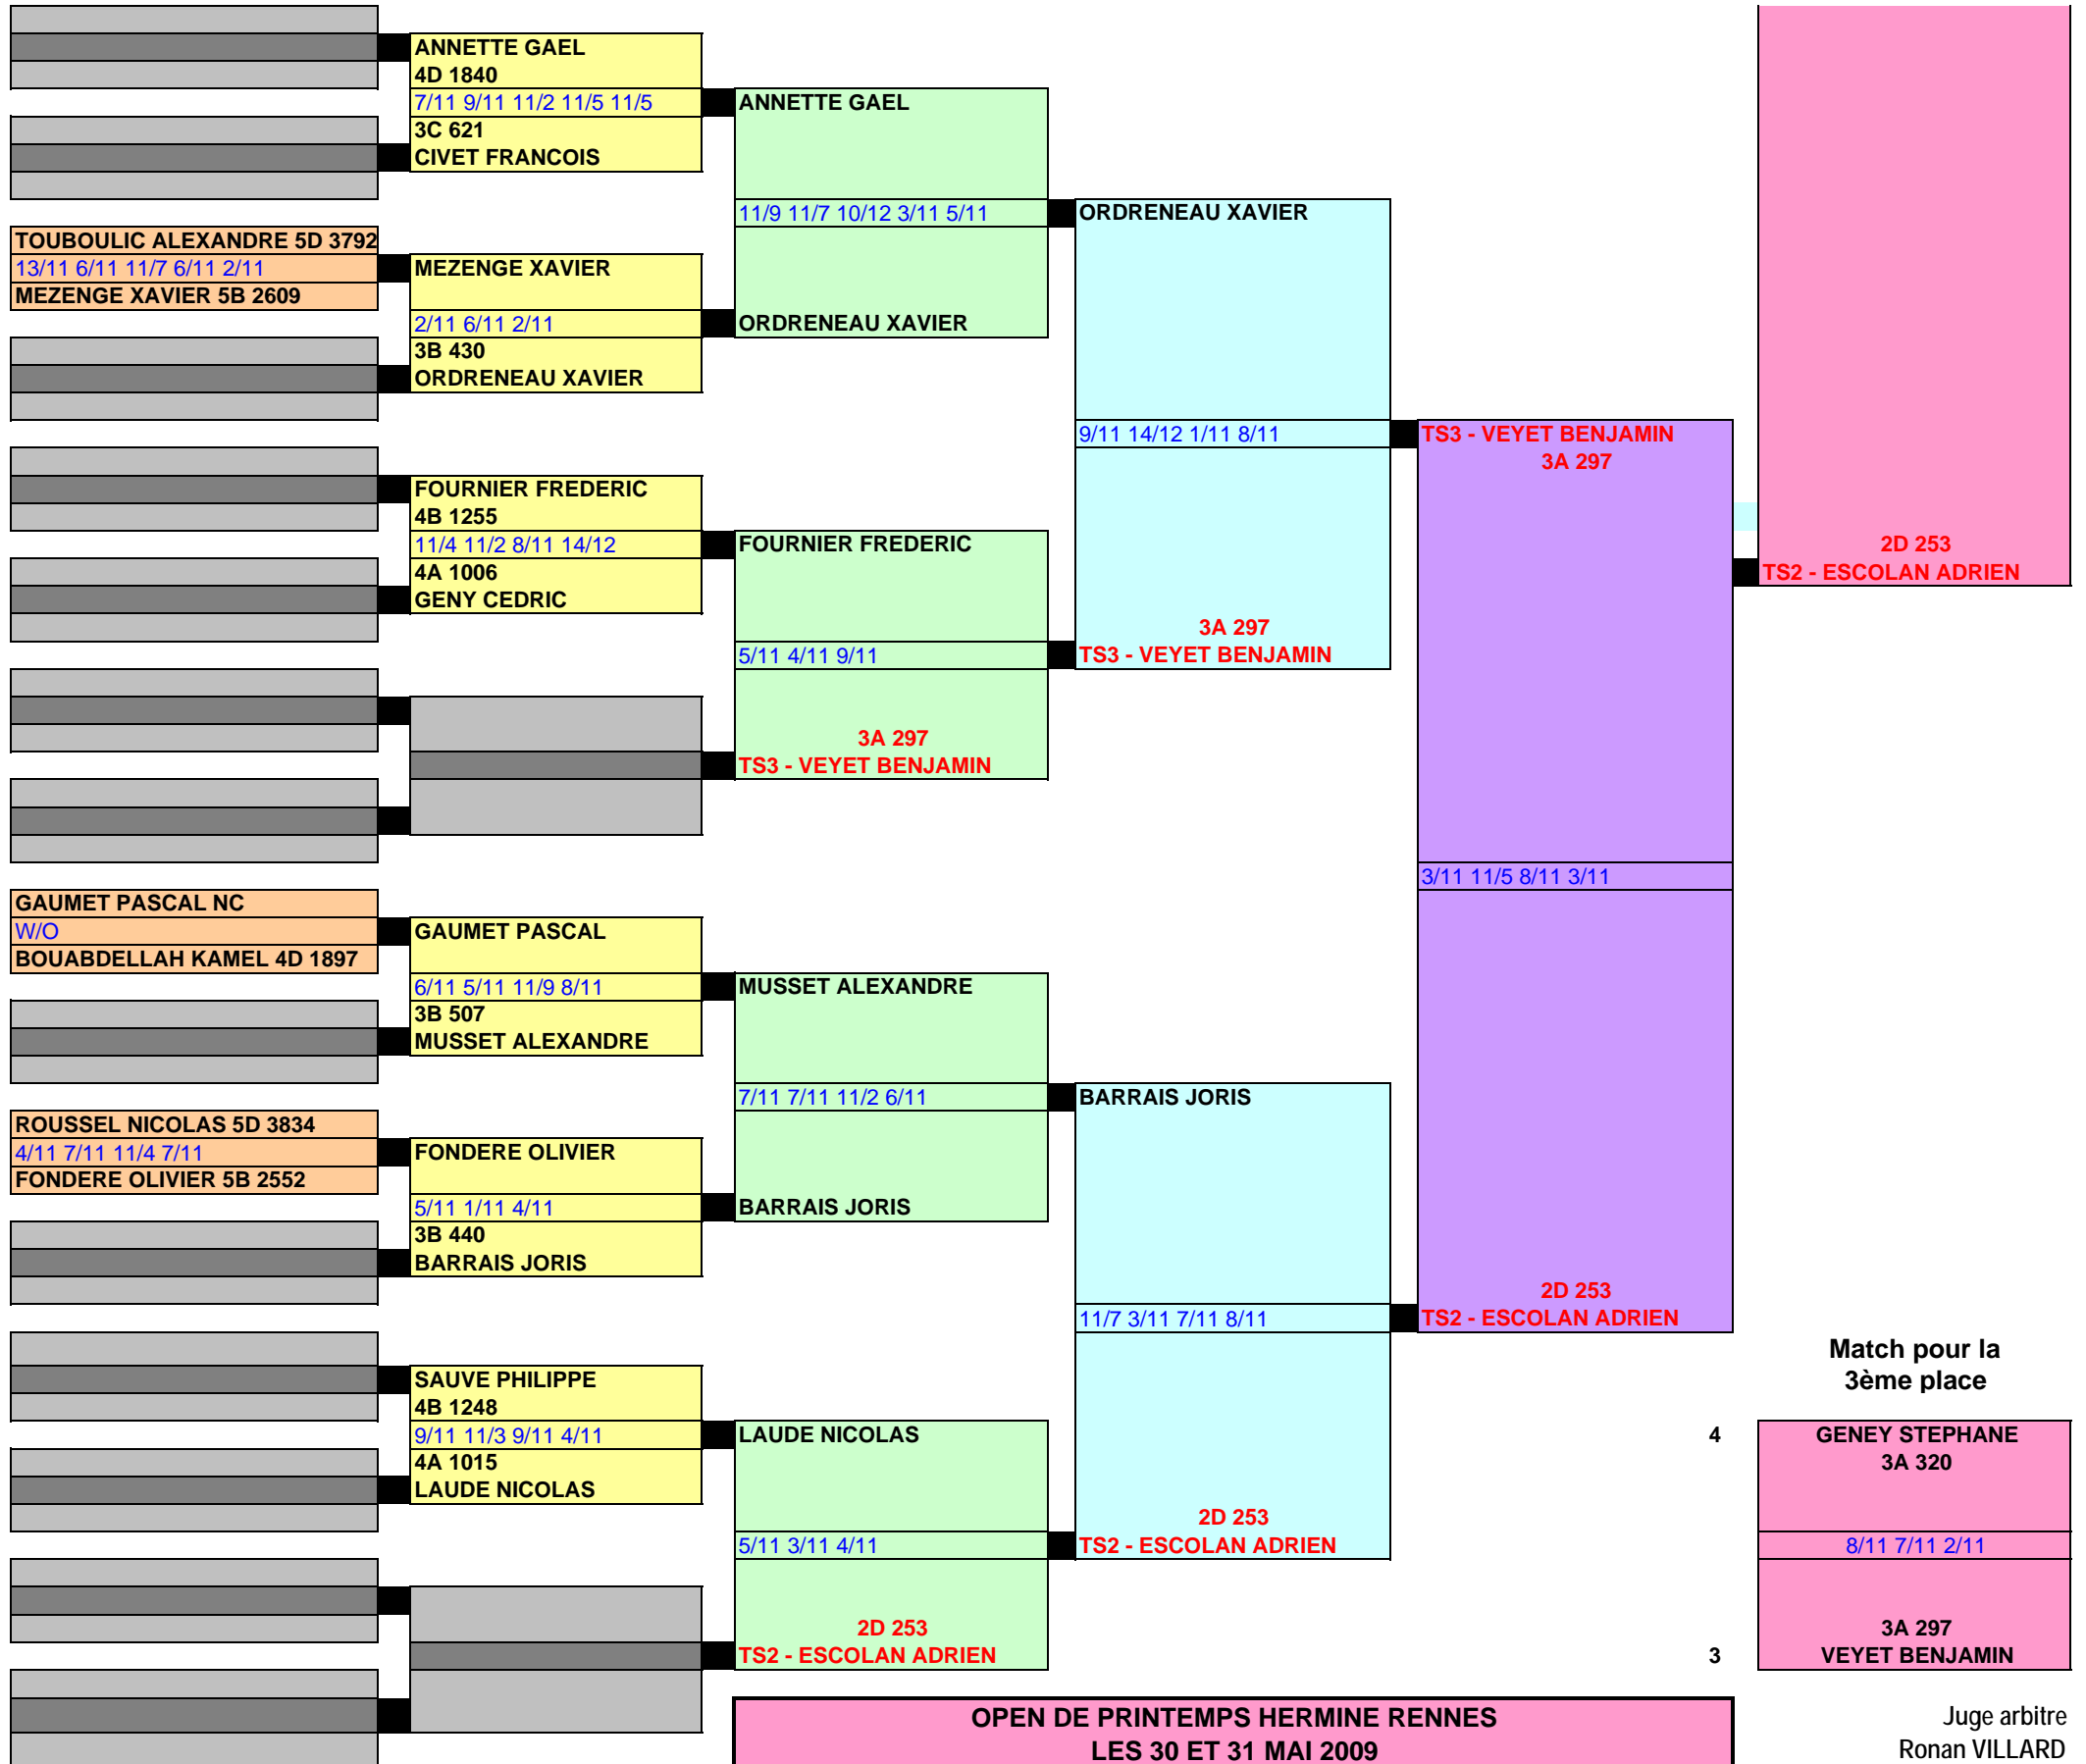 ANNETTE GAEL
4D 1840
7/11 9/11 11/2 11/5 11/5
3C 621
CIVET FRANCOIS
TOUBOULIC ALEXANDRE 5D 3792
13/11 6/11 11/7 6/11 2/11
MEZENGE XAVIER 5B 2609
MEZENGE XAVIER
2/11 6/11 2/11
3B 430
ORDRENEAU XAVIER
FOURNIER FREDERIC
4B 1255
11/4 11/2 8/11 14/12
4A 1006
GENY CEDRIC
GAUMET PASCAL NC
W/O
BOUABDELLAH KAMEL 4D 1897
GAUMET PASCAL
6/11 5/11 11/9 8/11
3B 507
MUSSET ALEXANDRE
ROUSSEL NICOLAS 5D 3834
4/11 7/11 11/4 7/11
FONDERE OLIVIER 5B 2552
FONDERE OLIVIER
5/11 1/11 4/11
3B 440
BARRAIS JORIS
SAUVE PHILIPPE
4B 1248
9/11 11/3 9/11 4/11
4A 1015
LAUDE NICOLAS
ANNETTE GAEL
11/9 11/7 10/12 3/11 5/11
ORDRENEAU XAVIER
FOURNIER FREDERIC
5/11 4/11 9/11
3A 297
TS3 - VEYET BENJAMIN
MUSSET ALEXANDRE
7/11 7/11 11/2 6/11
BARRAIS JORIS
LAUDE NICOLAS
5/11 3/11 4/11
2D 253
TS2 - ESCOLAN ADRIEN
ORDRENEAU XAVIER
9/11 14/12 1/11 8/11
3A 297
TS3 - VEYET BENJAMIN
BARRAIS JORIS
11/7 3/11 7/11 8/11
2D 253
TS2 - ESCOLAN ADRIEN
TS3 - VEYET BENJAMIN
3A 297
3/11 11/5 8/11 3/11
2D 253
TS2 - ESCOLAN ADRIEN
2D 253
TS2 - ESCOLAN ADRIEN
Match pour la
3ème place
4
GENEY STEPHANE
3A 320
8/11 7/11 2/11
3A 297
3
VEYET BENJAMIN
OPEN DE PRINTEMPS HERMINE RENNES
LES 30 ET 31 MAI 2009
Juge arbitre
Ronan VILLARD